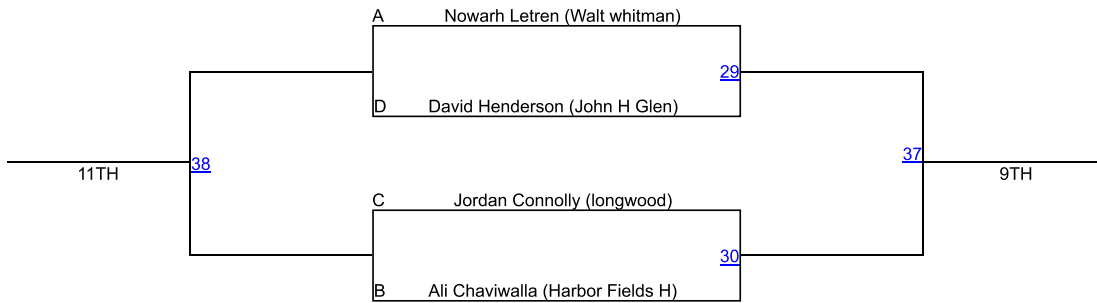 A Nowarh Letren (Walt whitman)
29
D David Henderson (John H Glen)
38
11TH
37
9TH
C Jordan Connolly (longwood)
30
B Ali Chaviwalla (Harbor Fields H)